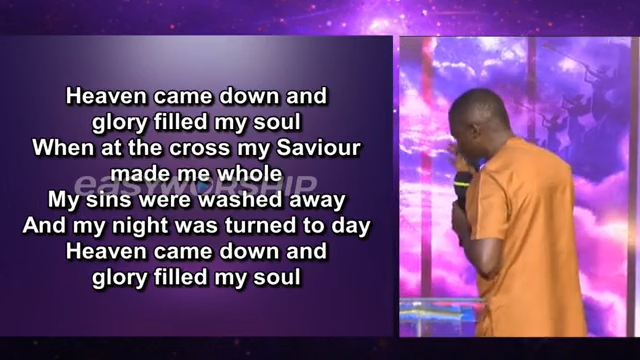 Heaven came down and
glory filled my soul
When at the cross my Saviour
made me whole
easyWORSHIP
My sins were washed away
And my night was turned to day
Heaven came down and
glory filled my soul